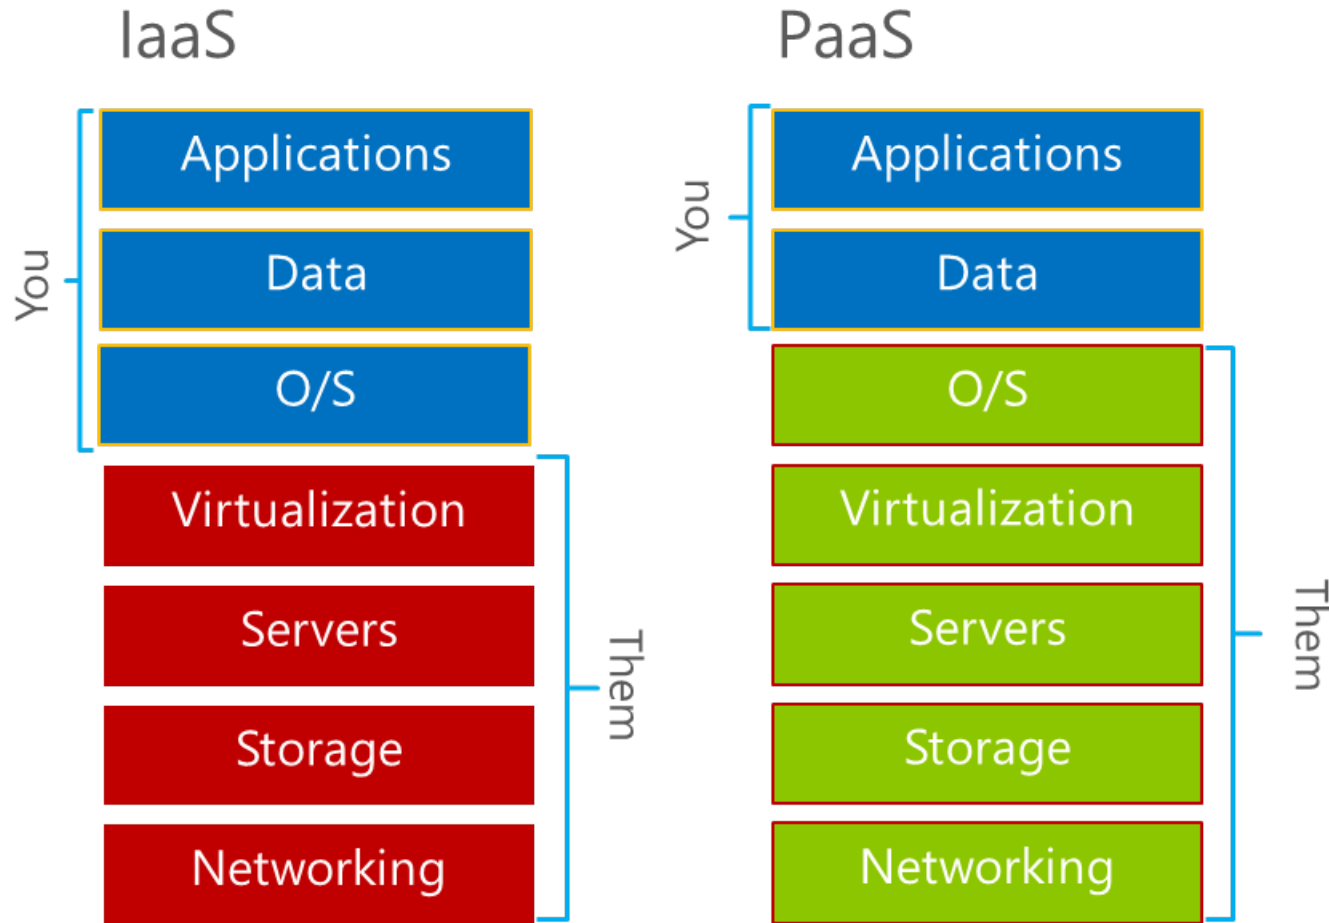 IaaS
Applications
Data
O/S
Virtualization
Servers
Storage
Networking
You
Them
PaaS
Applications
Data
O/S
Virtualization
Servers
Storage
Networking
You
Them